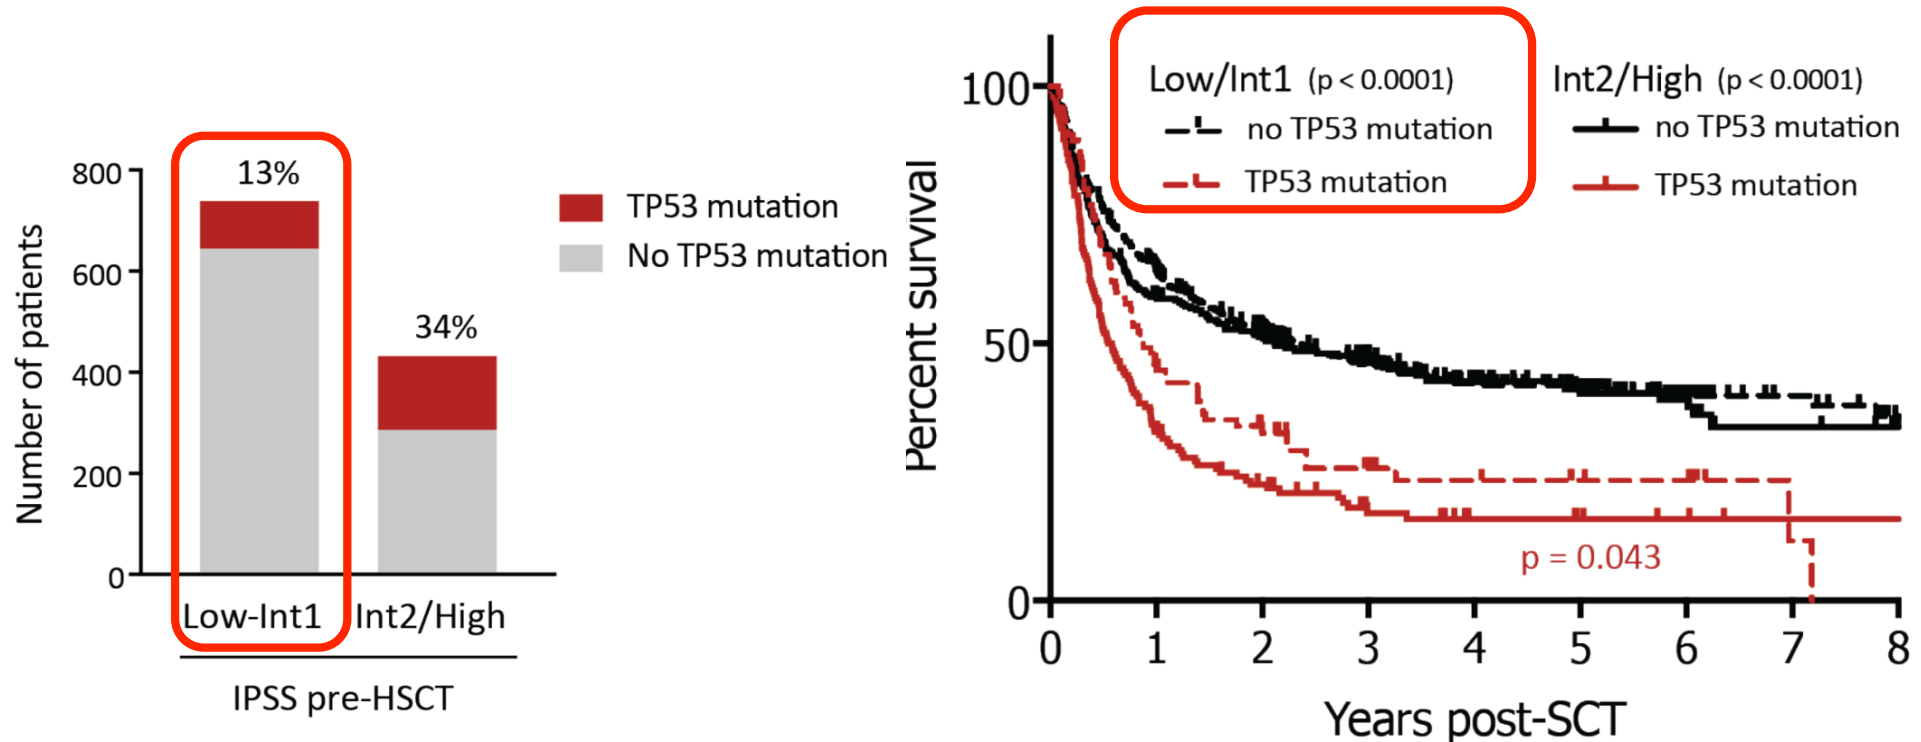 Number of patients
800
600
400
200
0
13%
34%
Low-Int1
Int2/High
IPSS pre-HSCT
TP53 mutation
No TP53 mutation
Percent survival
100
50
0
Low/Int1 (p < 0.0001)
no TP53 mutation
TP53 mutation
Int2/High (p < 0.0001)
no TP53 mutation
TP53 mutation
p = 0.043
0 1 2 3 4 5 6 7 8
Years post-SCT